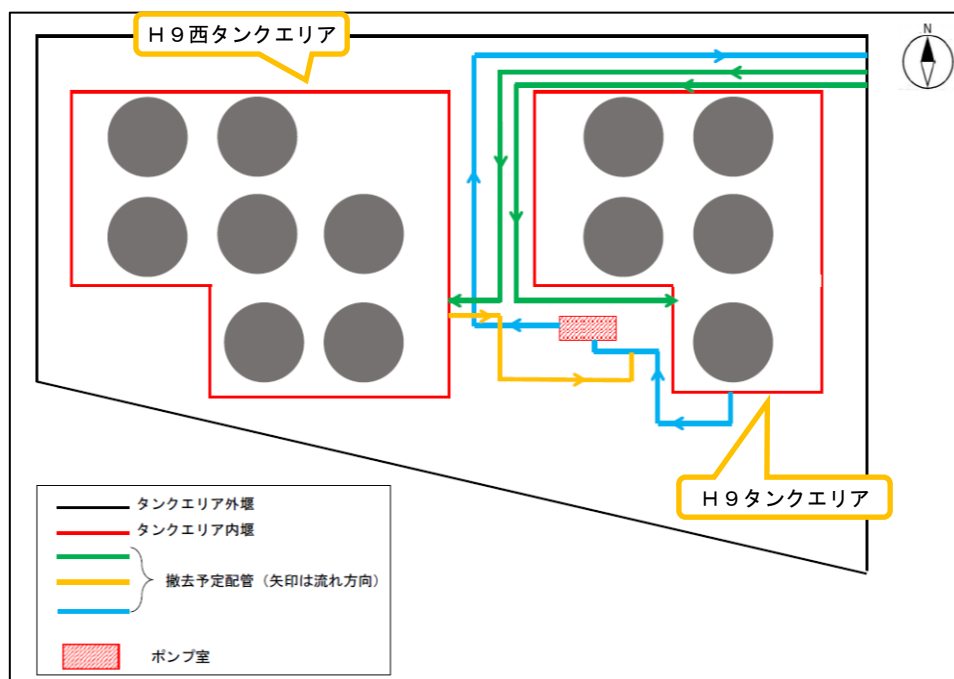 Ｈ９西タンクエリア
N
Ｈ９タンクエリア
タンクエリア外堰
タンクエリア内堰
撤去予定配管（矢印は流れ方向）
ポンプ室